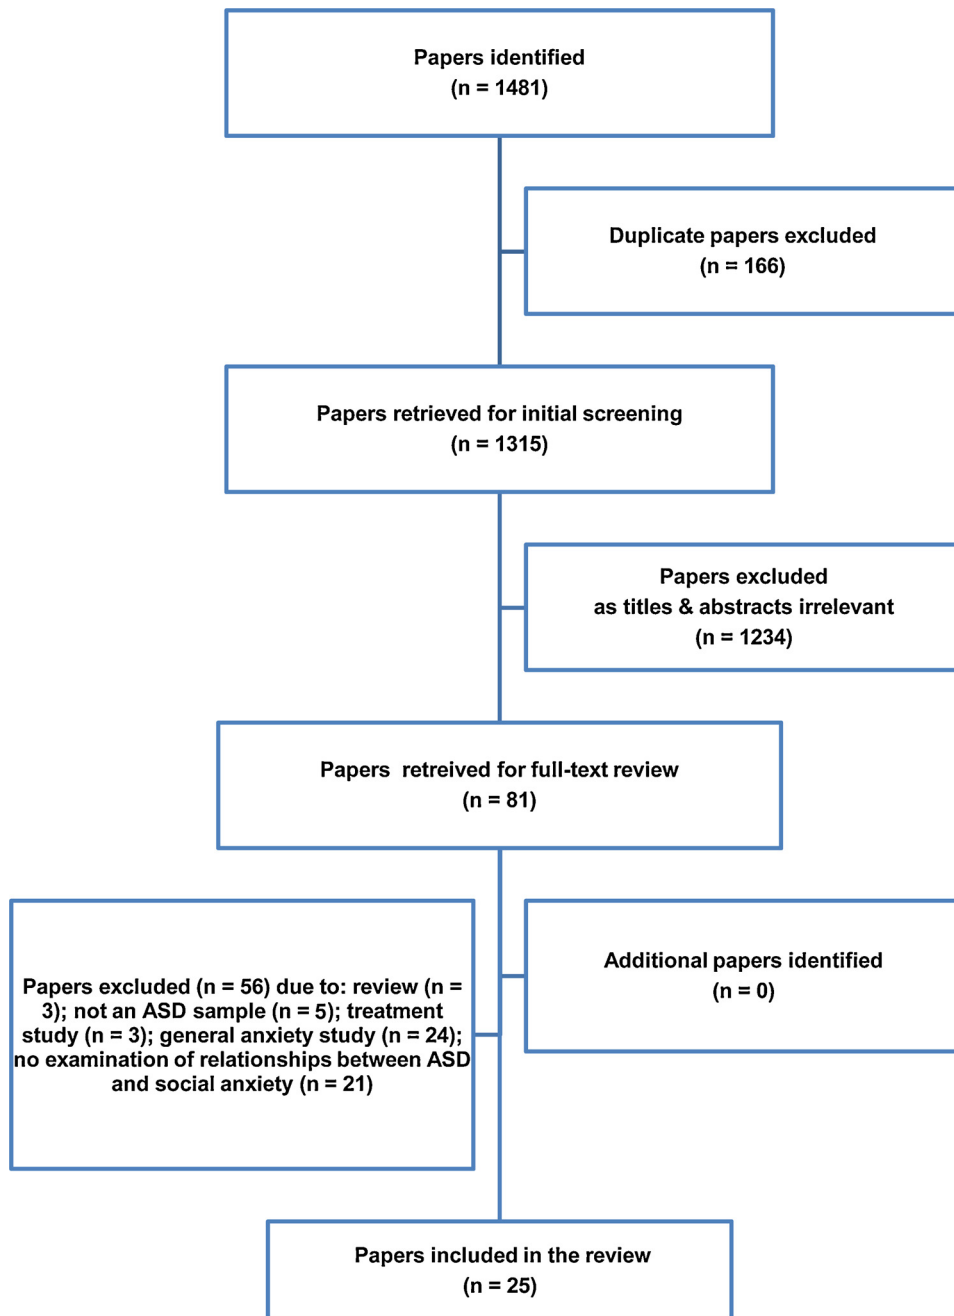 Papers identified
(n = 1481)
Duplicate papers excluded
(n = 166)
Papers retrieved for initial screening
(n = 1315)
Papers excluded
as titles & abstracts irrelevant
(n = 1234)
Papers  retreived for full-text review
(n = 81)
Papers excluded (n = 56) due to: review (n =
3); not an ASD sample (n = 5); treatment
study (n = 3); general anxiety study (n = 24);
no examination of relationships between ASD
and social anxiety (n = 21)
Additional papers identified
(n = 0)
Papers included in the review
(n = 25)